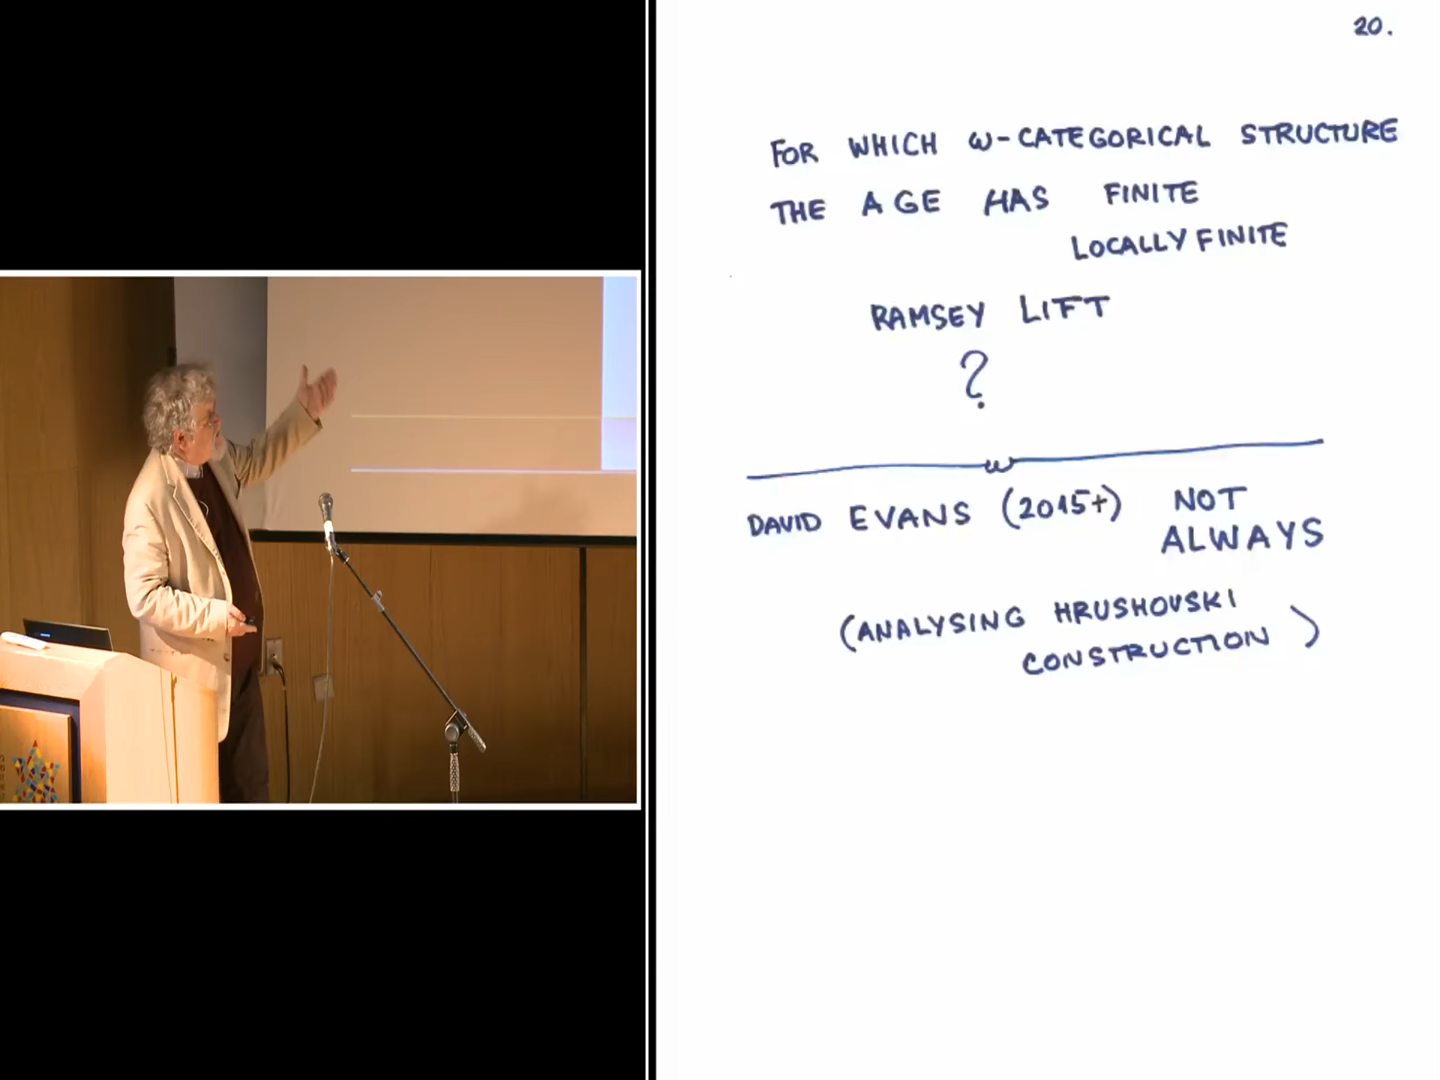 20.
FOR WHICH ω-CATEGORICAL STRUCTURE
THE AGE HAS FINITE
LOCALLY FINITE
RAMSEY LIFT
?
DAVID EVANS (2015+) NOT
ALWAYS
(ANALYSING HRUSHOVSKI
CONSTRUCTION)